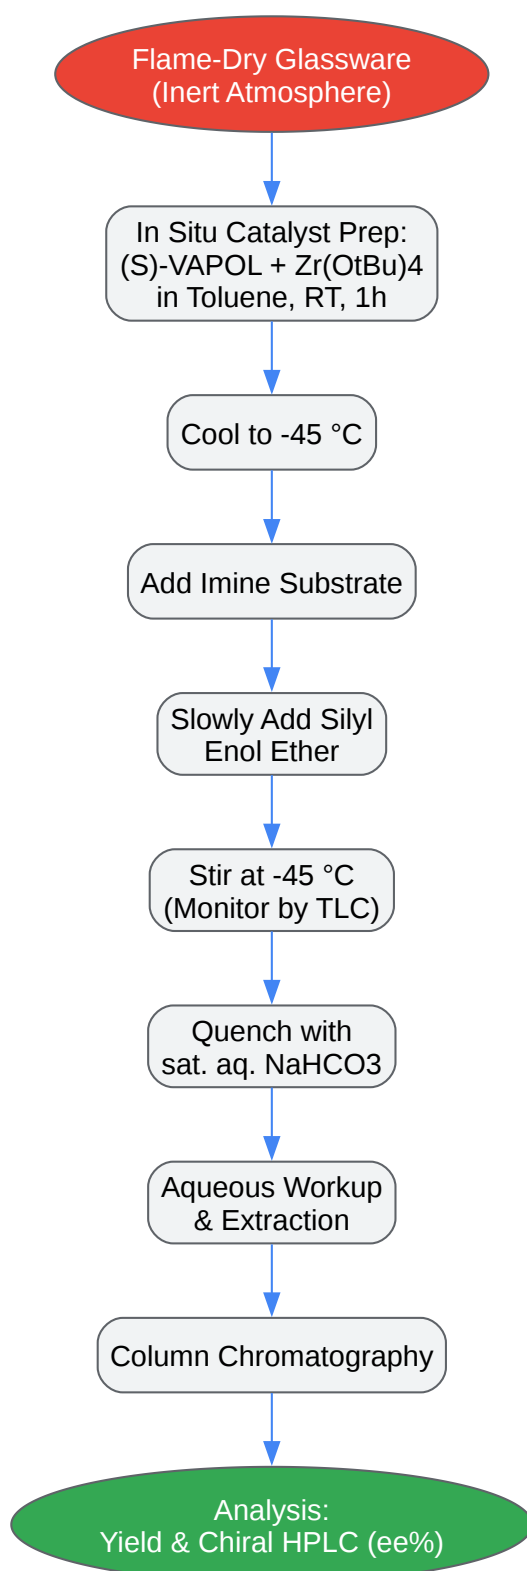 Flame-Dry Glassware
(Inert Atmosphere)
In Situ Catalyst Prep:
(S)-VAPOL + Zr(OtBu)4
in Toluene, RT, 1h
Cool to -45 °C
Add Imine Substrate
Slowly Add Silyl
Enol Ether
Stir at -45 °C
(Monitor by TLC)
Quench with
sat. aq. NaHCO3
Aqueous Workup
& Extraction
Column Chromatography
Analysis:
Yield & Chiral HPLC (ee%)